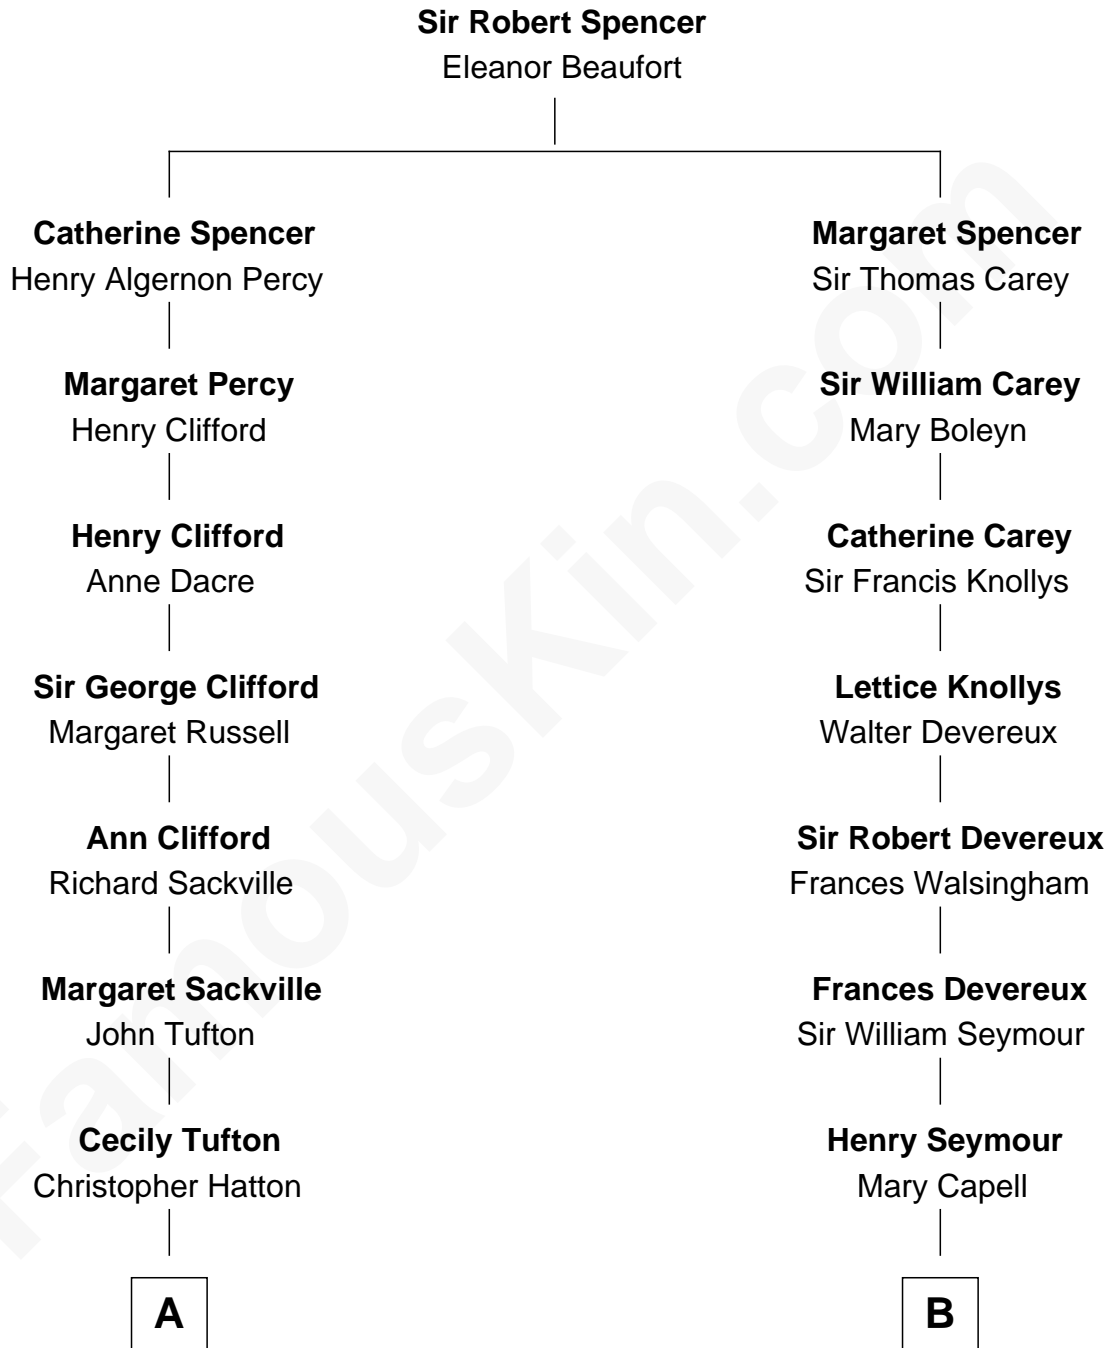 Sir Robert Spencer
Eleanor Beaufort
Catherine Spencer
Henry Algernon Percy
Margaret Spencer
Sir Thomas Carey
Margaret Percy
Henry Clifford
Sir William Carey
Mary Boleyn
Henry Clifford
Anne Dacre
Catherine Carey
Sir Francis Knollys
Sir George Clifford
Margaret Russell
Lettice Knollys
Walter Devereux
Ann Clifford
Richard Sackville
Sir Robert Devereux
Frances Walsingham
Margaret Sackville
John Tufton
Frances Devereux
Sir William Seymour
Cecily Tufton
Christopher Hatton
Henry Seymour
Mary Capell
A
B
FamousKin.com